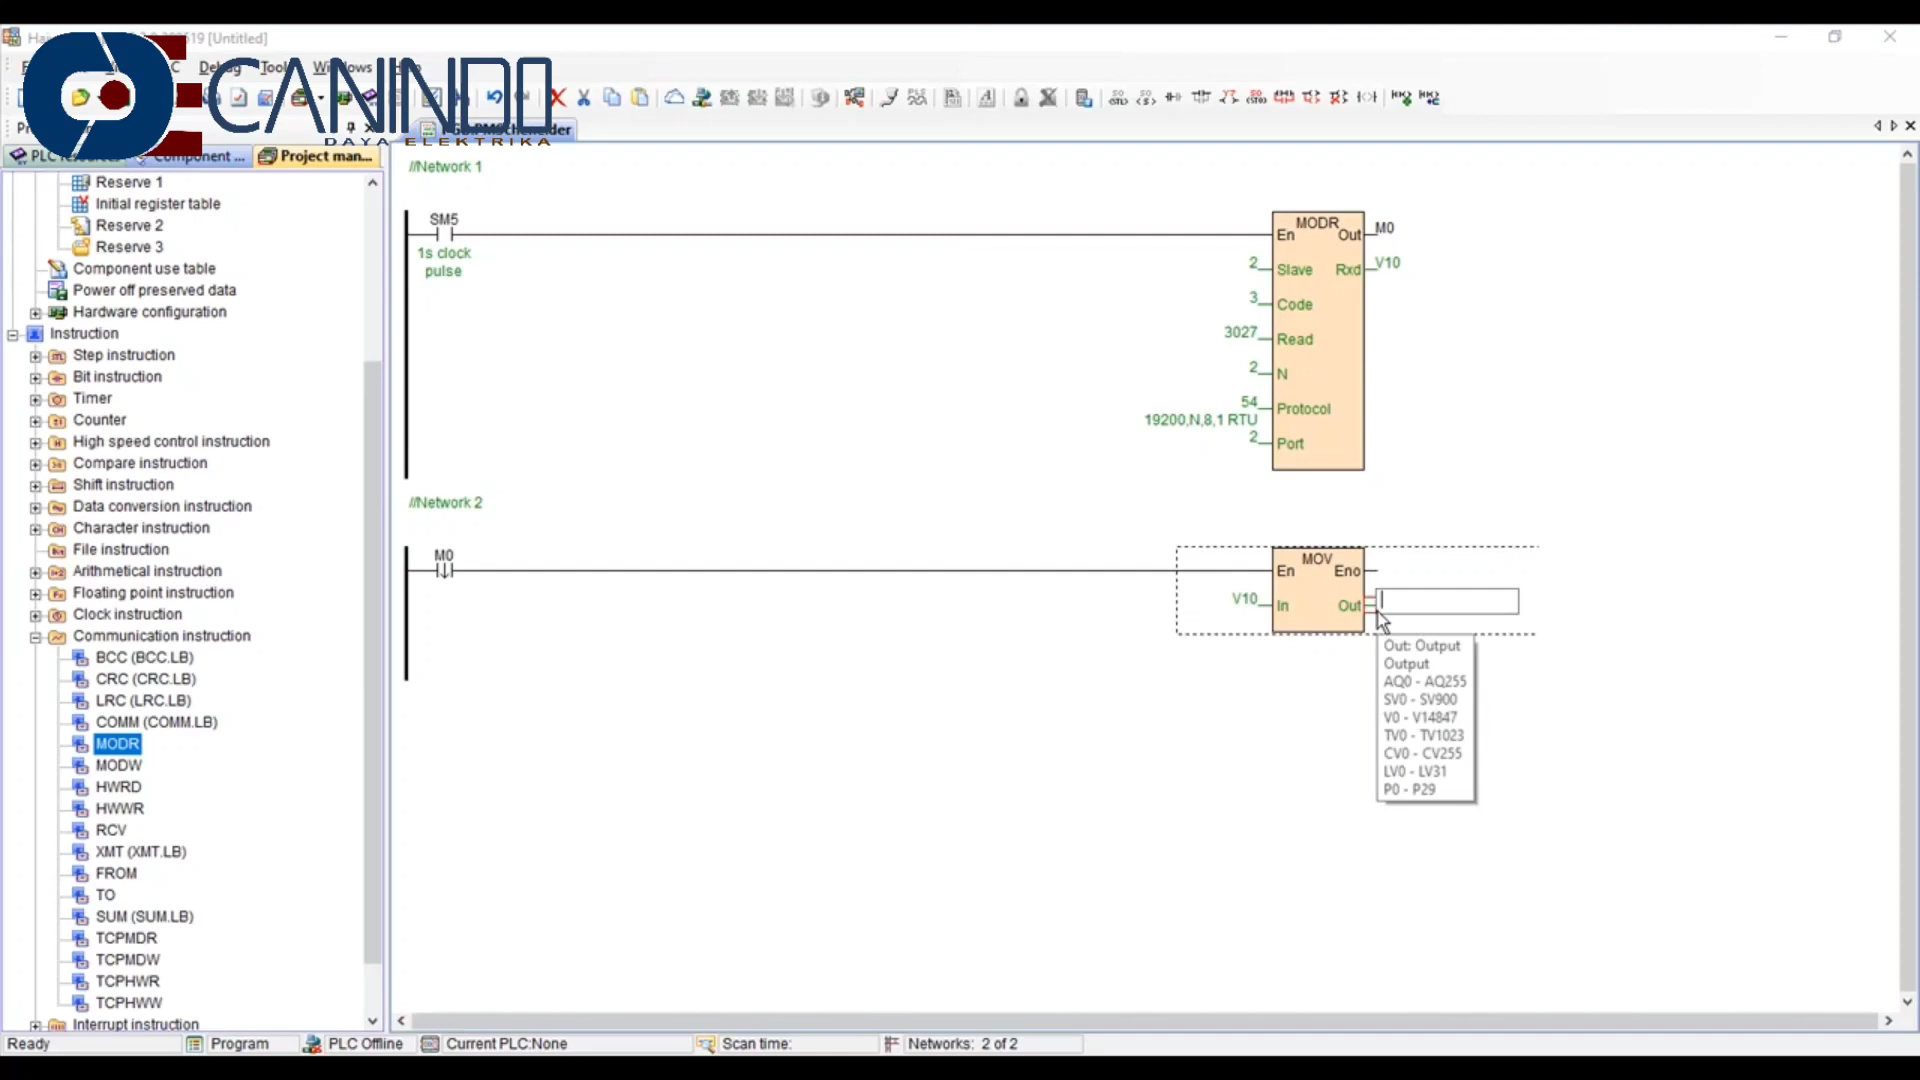 [Untitled]
Debug Tool Windows
CANINDO
DAYA ELEKTRIKA
Component ...
Project man...
Reserve 1
Initial register table
Reserve 2
Reserve 3
Component use table
Power off preserved data
Hardware configuration
Instruction
Step instruction
Bit instruction
Timer
Counter
High speed control instruction
Compare instruction
Shift instruction
Data conversion instruction
Character instruction
File instruction
Arithmetical instruction
Floating point instruction
Clock instruction
Communication instruction
BCC (BCC.LB)
CRC (CRC.LB)
LRC (LRC.LB)
COMM (COMM.LB)
MODR
MODW
HWRD
HWWR
RCV
XMT (XMT.LB)
FROM
TO
SUM (SUM.LB)
TCPMDR
TCPMDW
TCPHWR
TCPHWW
Interrupt instruction
//Network 1
SM5
1s clock
pulse
MODR
En Out M0
2 Slave Rxd V10
3 Code
3027 Read
2 N
54 Protocol
19200,N,8,1 RTU
2 Port
//Network 2
M0
MOV
En Eno
V10 In Out
Out: Output
Output
AQ0 - AQ255
SV0 - SV900
V0 - V14847
TV0 - TV1023
CV0 - CV255
LV0 - LV31
P0 - P29
Ready
Program
PLC Offline
Current PLC:None
Scan time:
Networks: 2 of 2